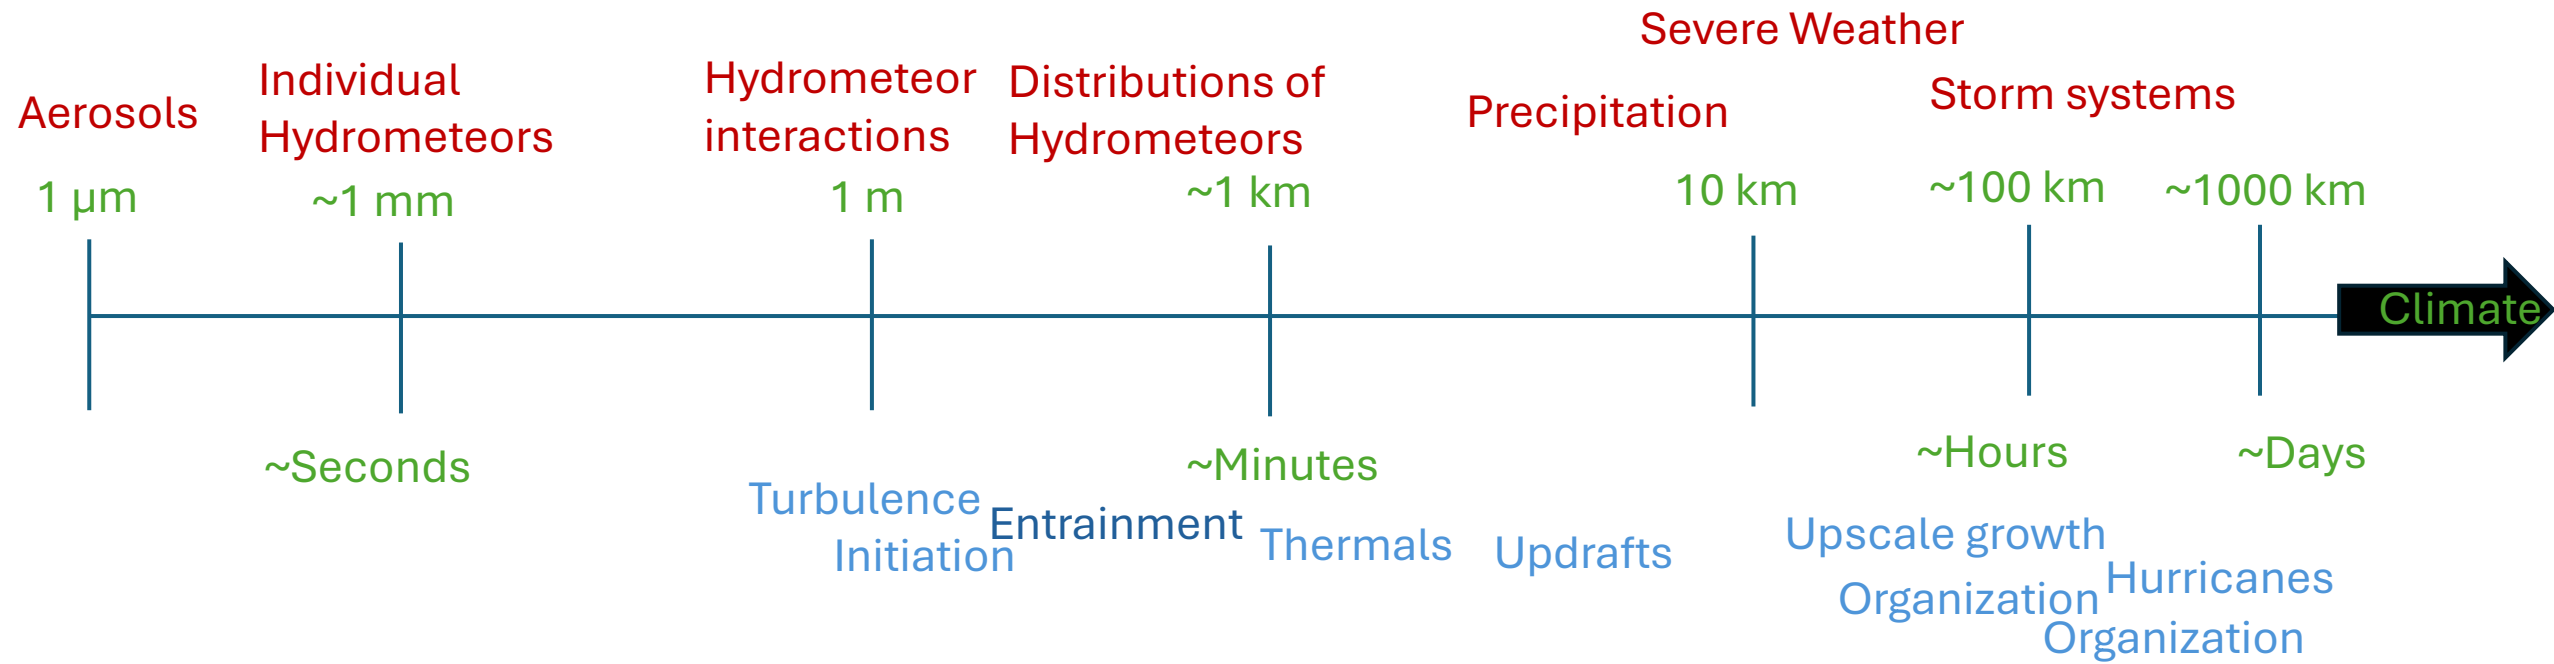 Severe Weather
Aerosols
Individual
Hydrometeors
Hydrometeor
interactions
Distributions of
Hydrometeors
Precipitation
Storm systems
1 µm
~1 mm
1 m
~1 km
10 km
~100 km
~1000 km
Climate
~Seconds
~Minutes
~Hours
~Days
Turbulence
Initiation
Entrainment
Thermals
Updrafts
Upscale growth
Organization
Hurricanes
Organization